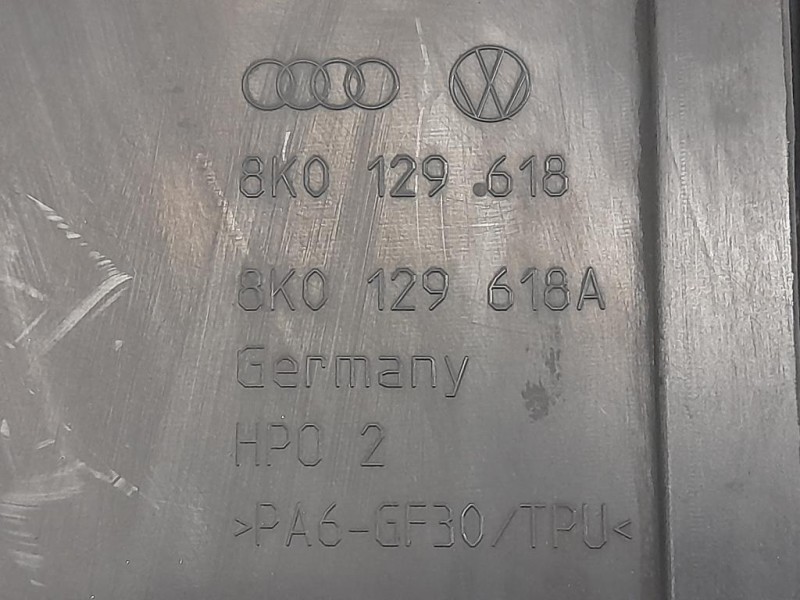 8K0 129 618
8K0 129 618A
Germany
HPO 2
>PA6-GF30/TPU<